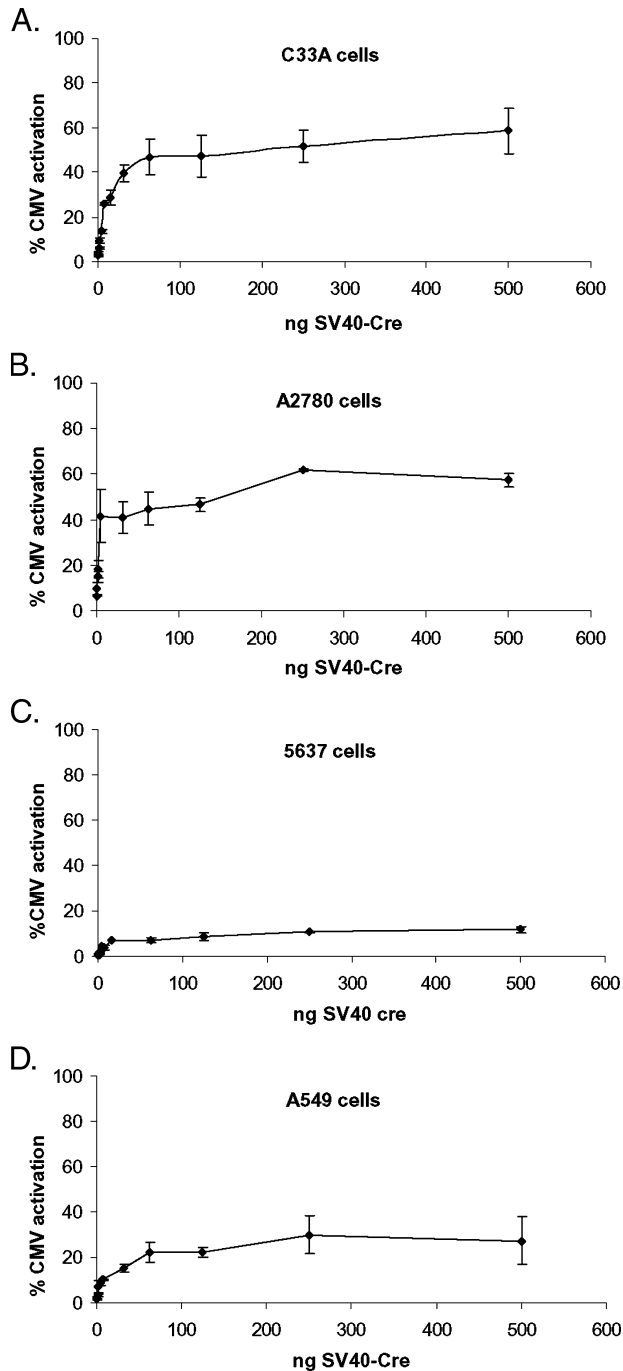 A.
C33A cells
% CMV activation
100
80
60
40
20
0
0 100 200 300 400 500 600
ng SV40-Cre
B.
A2780 cells
% CMV activation
100
80
60
40
20
0
0 100 200 300 400 500 600
ng SV40-Cre
C.
5637 cells
%CMV activation
100
80
60
40
20
0
0 100 200 300 400 500 600
ng SV40 cre
D.
A549 cells
% CMV activation
100
80
60
40
20
0
0 100 200 300 400 500 600
ng SV40-Cre